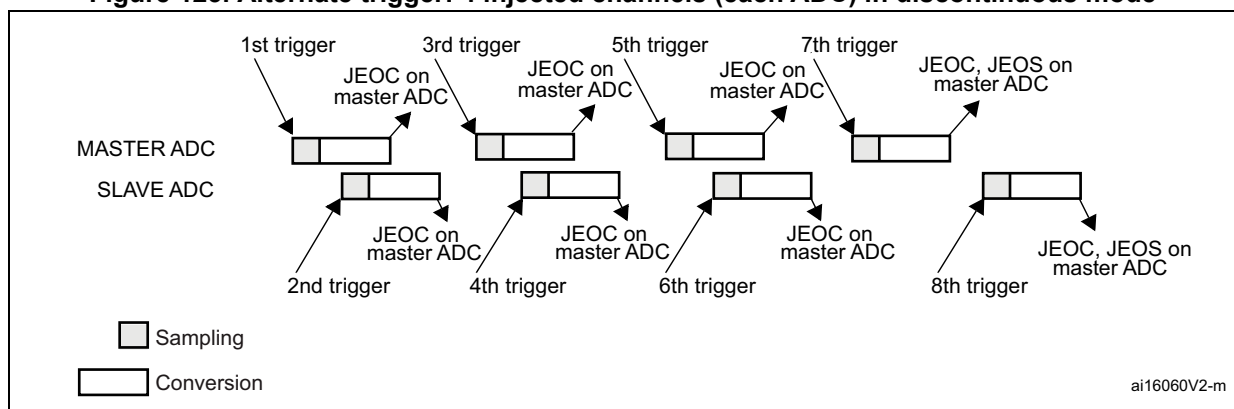 Figure 123. Alternate trigger: 4 injected channels (each ADC) in discontinuous mode
1st trigger
3rd trigger
5th trigger
7th trigger
JEOC on
master ADC
JEOC on
master ADC
JEOC on
master ADC
JEOC, JEOS on
master ADC
MASTER ADC
SLAVE ADC
JEOC on
master ADC
JEOC on
master ADC
JEOC on
master ADC
JEOC, JEOS on
master ADC
2nd trigger
4th trigger
6th trigger
8th trigger
Sampling
Conversion
ai16060V2-m